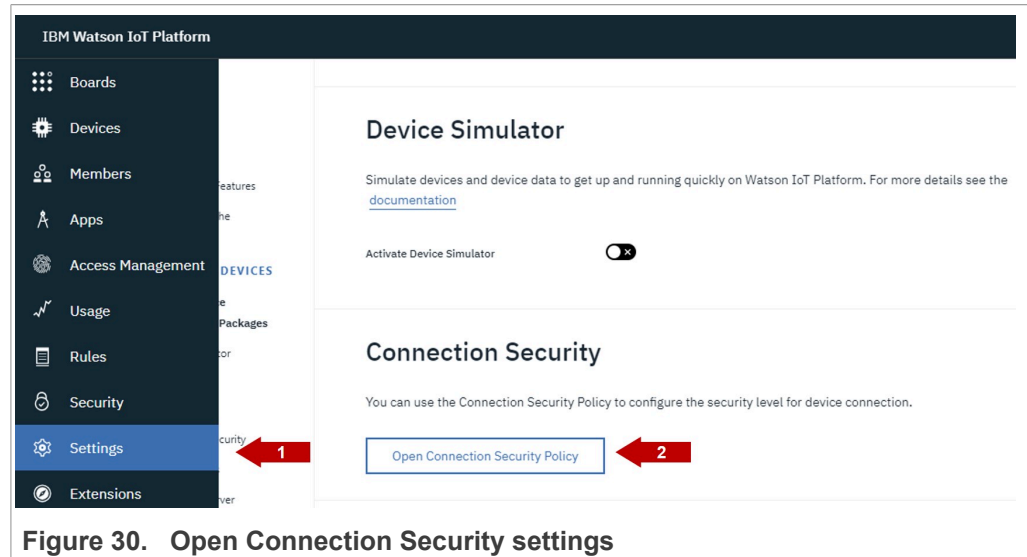 IBM Watson IoT Platform
Boards
Devices
Members
Apps
Access Management
Usage
Rules
Security
Settings
Extensions
Features
he
DEVICES
e
Packages
tor
curity
ver
Device Simulator
Simulate devices and device data to get up and running quickly on Watson IoT Platform. For more details see the
documentation
Activate Device Simulator
Connection Security
You can use the Connection Security Policy to configure the security level for device connection.
Open Connection Security Policy
1
2
Figure 30. Open Connection Security settings